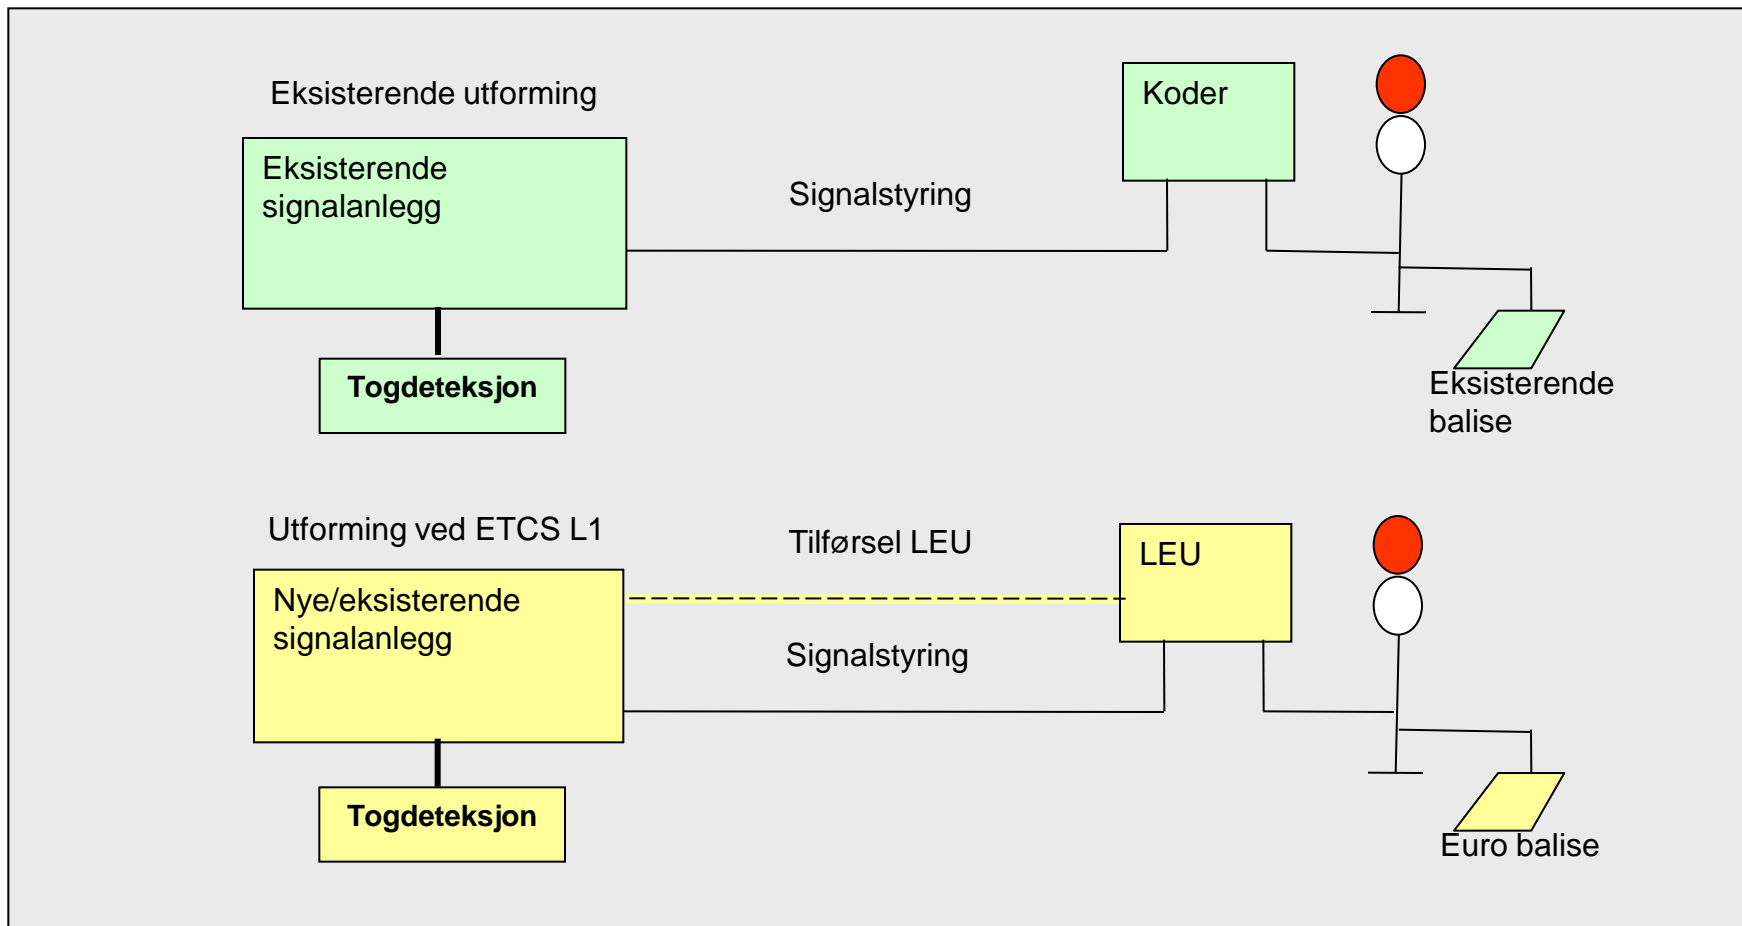 Eksisterende utforming
Koder
Eksisterende
signalanlegg
Signalstyring
Togdeteksjon
Eksisterende
balise
Utforming ved ETCS L1
Tilførsel LEU
LEU
Nye/eksisterende
signalanlegg
Signalstyring
Togdeteksjon
Euro balise